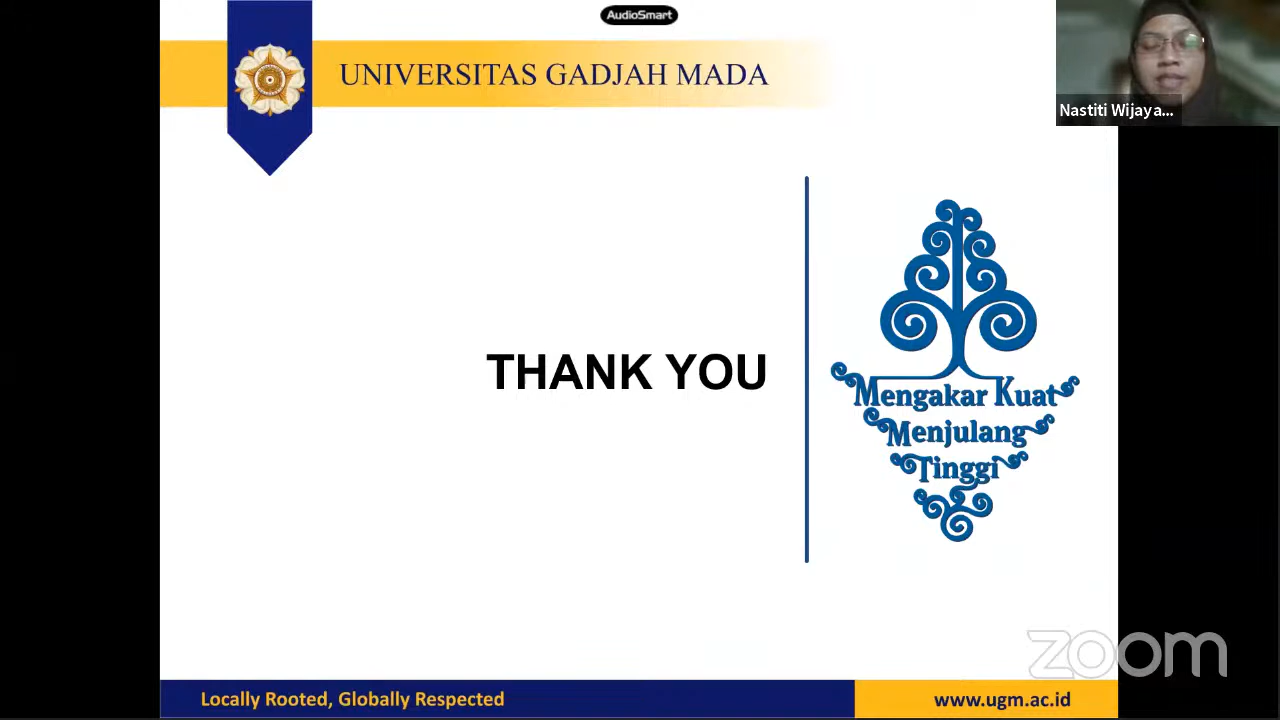 AudioSmart
UNIVERSITAS GADJAH MADA
Nastiti Wijaya...
THANK YOU
Mengakar Kuat
Menjulang
Tinggi
zoom
Locally Rooted, Globally Respected
www.ugm.ac.id